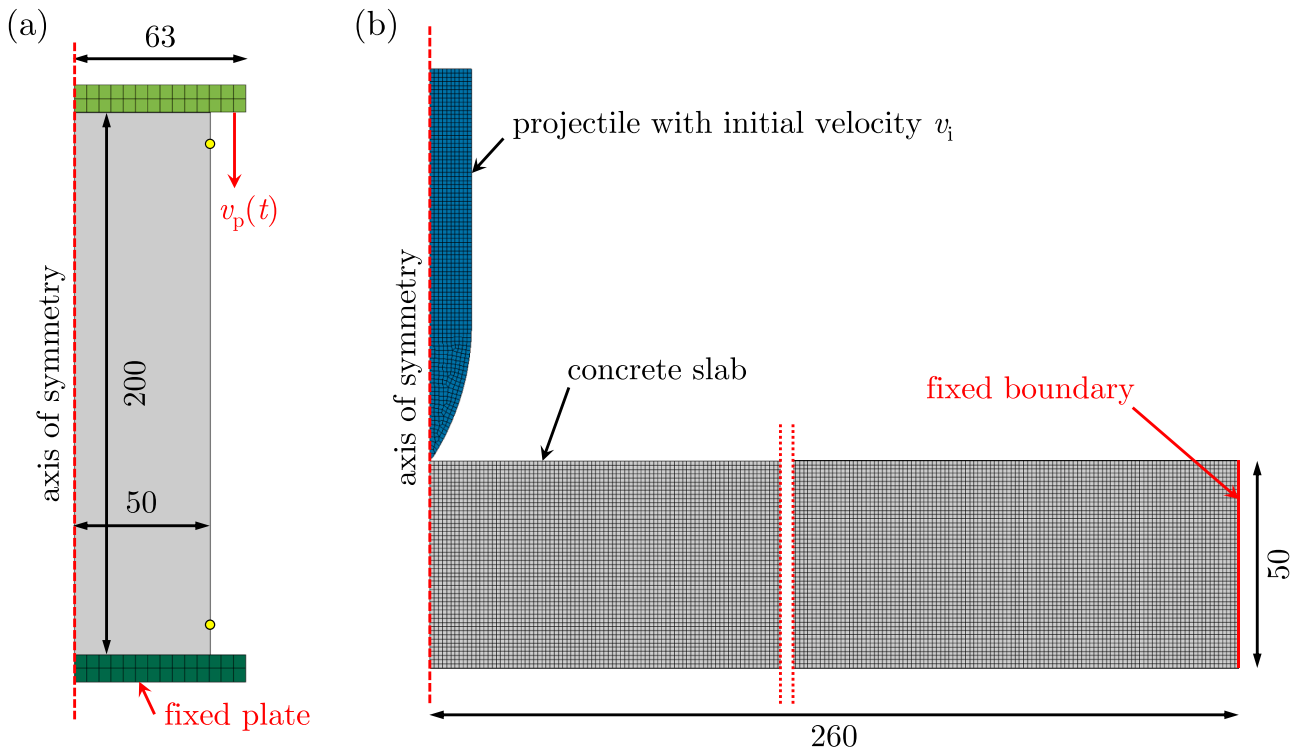 (a)
63
v_p(t)
axis of symmetry
200
50
fixed plate
(b)
projectile with initial velocity v_i
axis of symmetry
concrete slab
fixed boundary
50
260